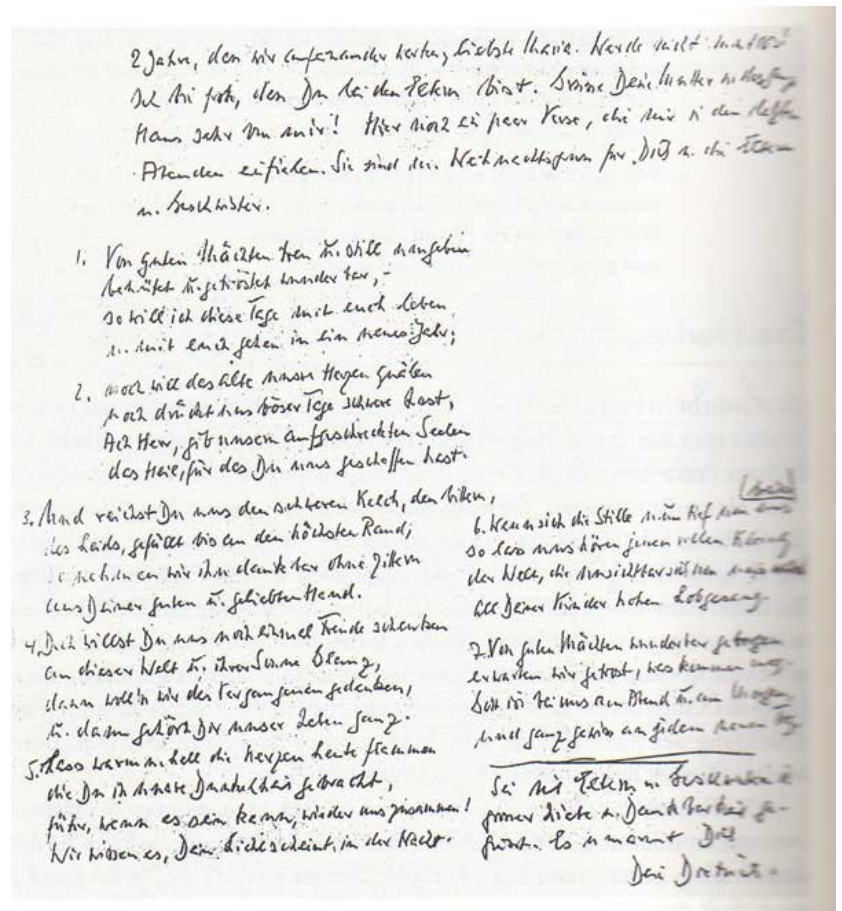 2 Jahre, dass wir aufeinander warten, liebste Maria. Werde nicht mutlos!
Ich bin froh, dass Du bei den Eltern bist. Grüsse Deine Mutter u. das ganze
Haus sehr von mir! Hier noch ein paar Verse, die mir in den letzten
Abenden einfielen. Sie sind der Weihnachtsgruss für Dich u. die Eltern
u. Geschwister.
1. Von guten Mächten treu u. still umgeben
behütet u. getröstet wunderbar, –
so will ich diese Tage mit euch leben
u. mit euch gehen in ein neues Jahr;
2. noch will das alte unsre Herzen quälen
noch drückt uns böser Tage schwere Last,
Ach Herr, gib unsern aufgescheuchten Seelen
das Heil, für das Du uns geschaffen hast.
3. Und reichst Du uns den schweren Kelch, den bittern,
des Leids, gefüllt bis an den höchsten Rand,
so nehmen wir ihn dankbar ohne Zittern
aus Deiner guten u. geliebten Hand.
4. Doch willst Du uns noch einmal Freude schenken
an dieser Welt u. ihrer Sonne Glanz,
dann woll'n wir des Vergangenen gedenken,
u. dann gehört Dir unser Leben ganz.
5. Lass warm u. hell die Kerzen heute flammen
die Du in unsre Dunkelheit gebracht,
führ, wenn es sein kann, wieder uns zusammen!
Wir wissen es, Dein Licht scheint in der Nacht.
6. Wenn sich die Stille nun tief um uns
so lass uns hören jenen vollen Klang
der Welt, die unsichtbar sich um uns weitet
all Deiner Kinder hohen Lobgesang.
7. Von guten Mächten wunderbar geborgen
erwarten wir getrost, was kommen mag.
Gott ist bei uns am Abend u. am Morgen,
und ganz gewiss an jedem neuen Tag.
Sei mit Eltern u. Geschwistern in
grosser Liebe u. Dankbarkeit ge-
grüsst. Es umarmt Dich
Dein Dietrich.